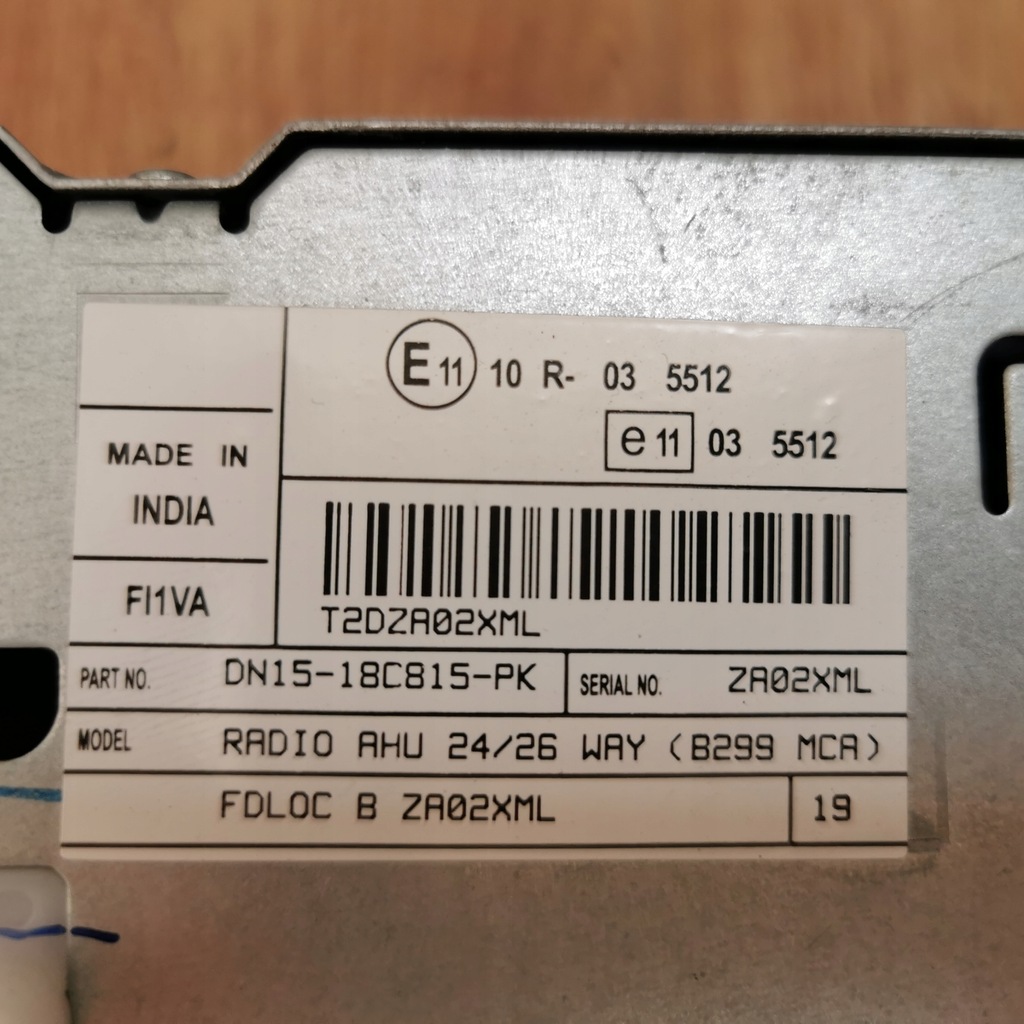 E 11 10 R- 03 5512
e 11 03 5512
MADE IN
INDIA
FI1VA
T2DZA02XML
PART NO. DN15-18C815-PK SERIAL NO. ZA02XML
MODEL RADIO AHU 24/26 WAY (B299 MCA)
FDLOC B ZA02XML 19